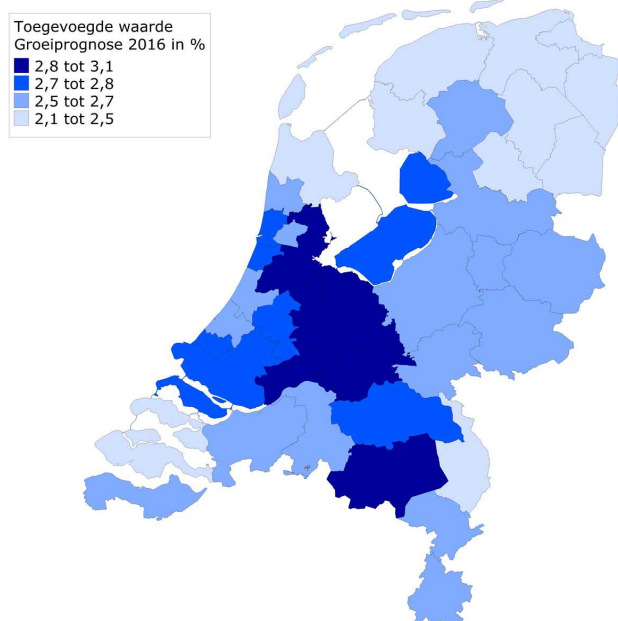 Toegevoegde waarde
Groeiprognose 2016 in %
2,8 tot 3,1
2,7 tot 2,8
2,5 tot 2,7
2,1 tot 2,5